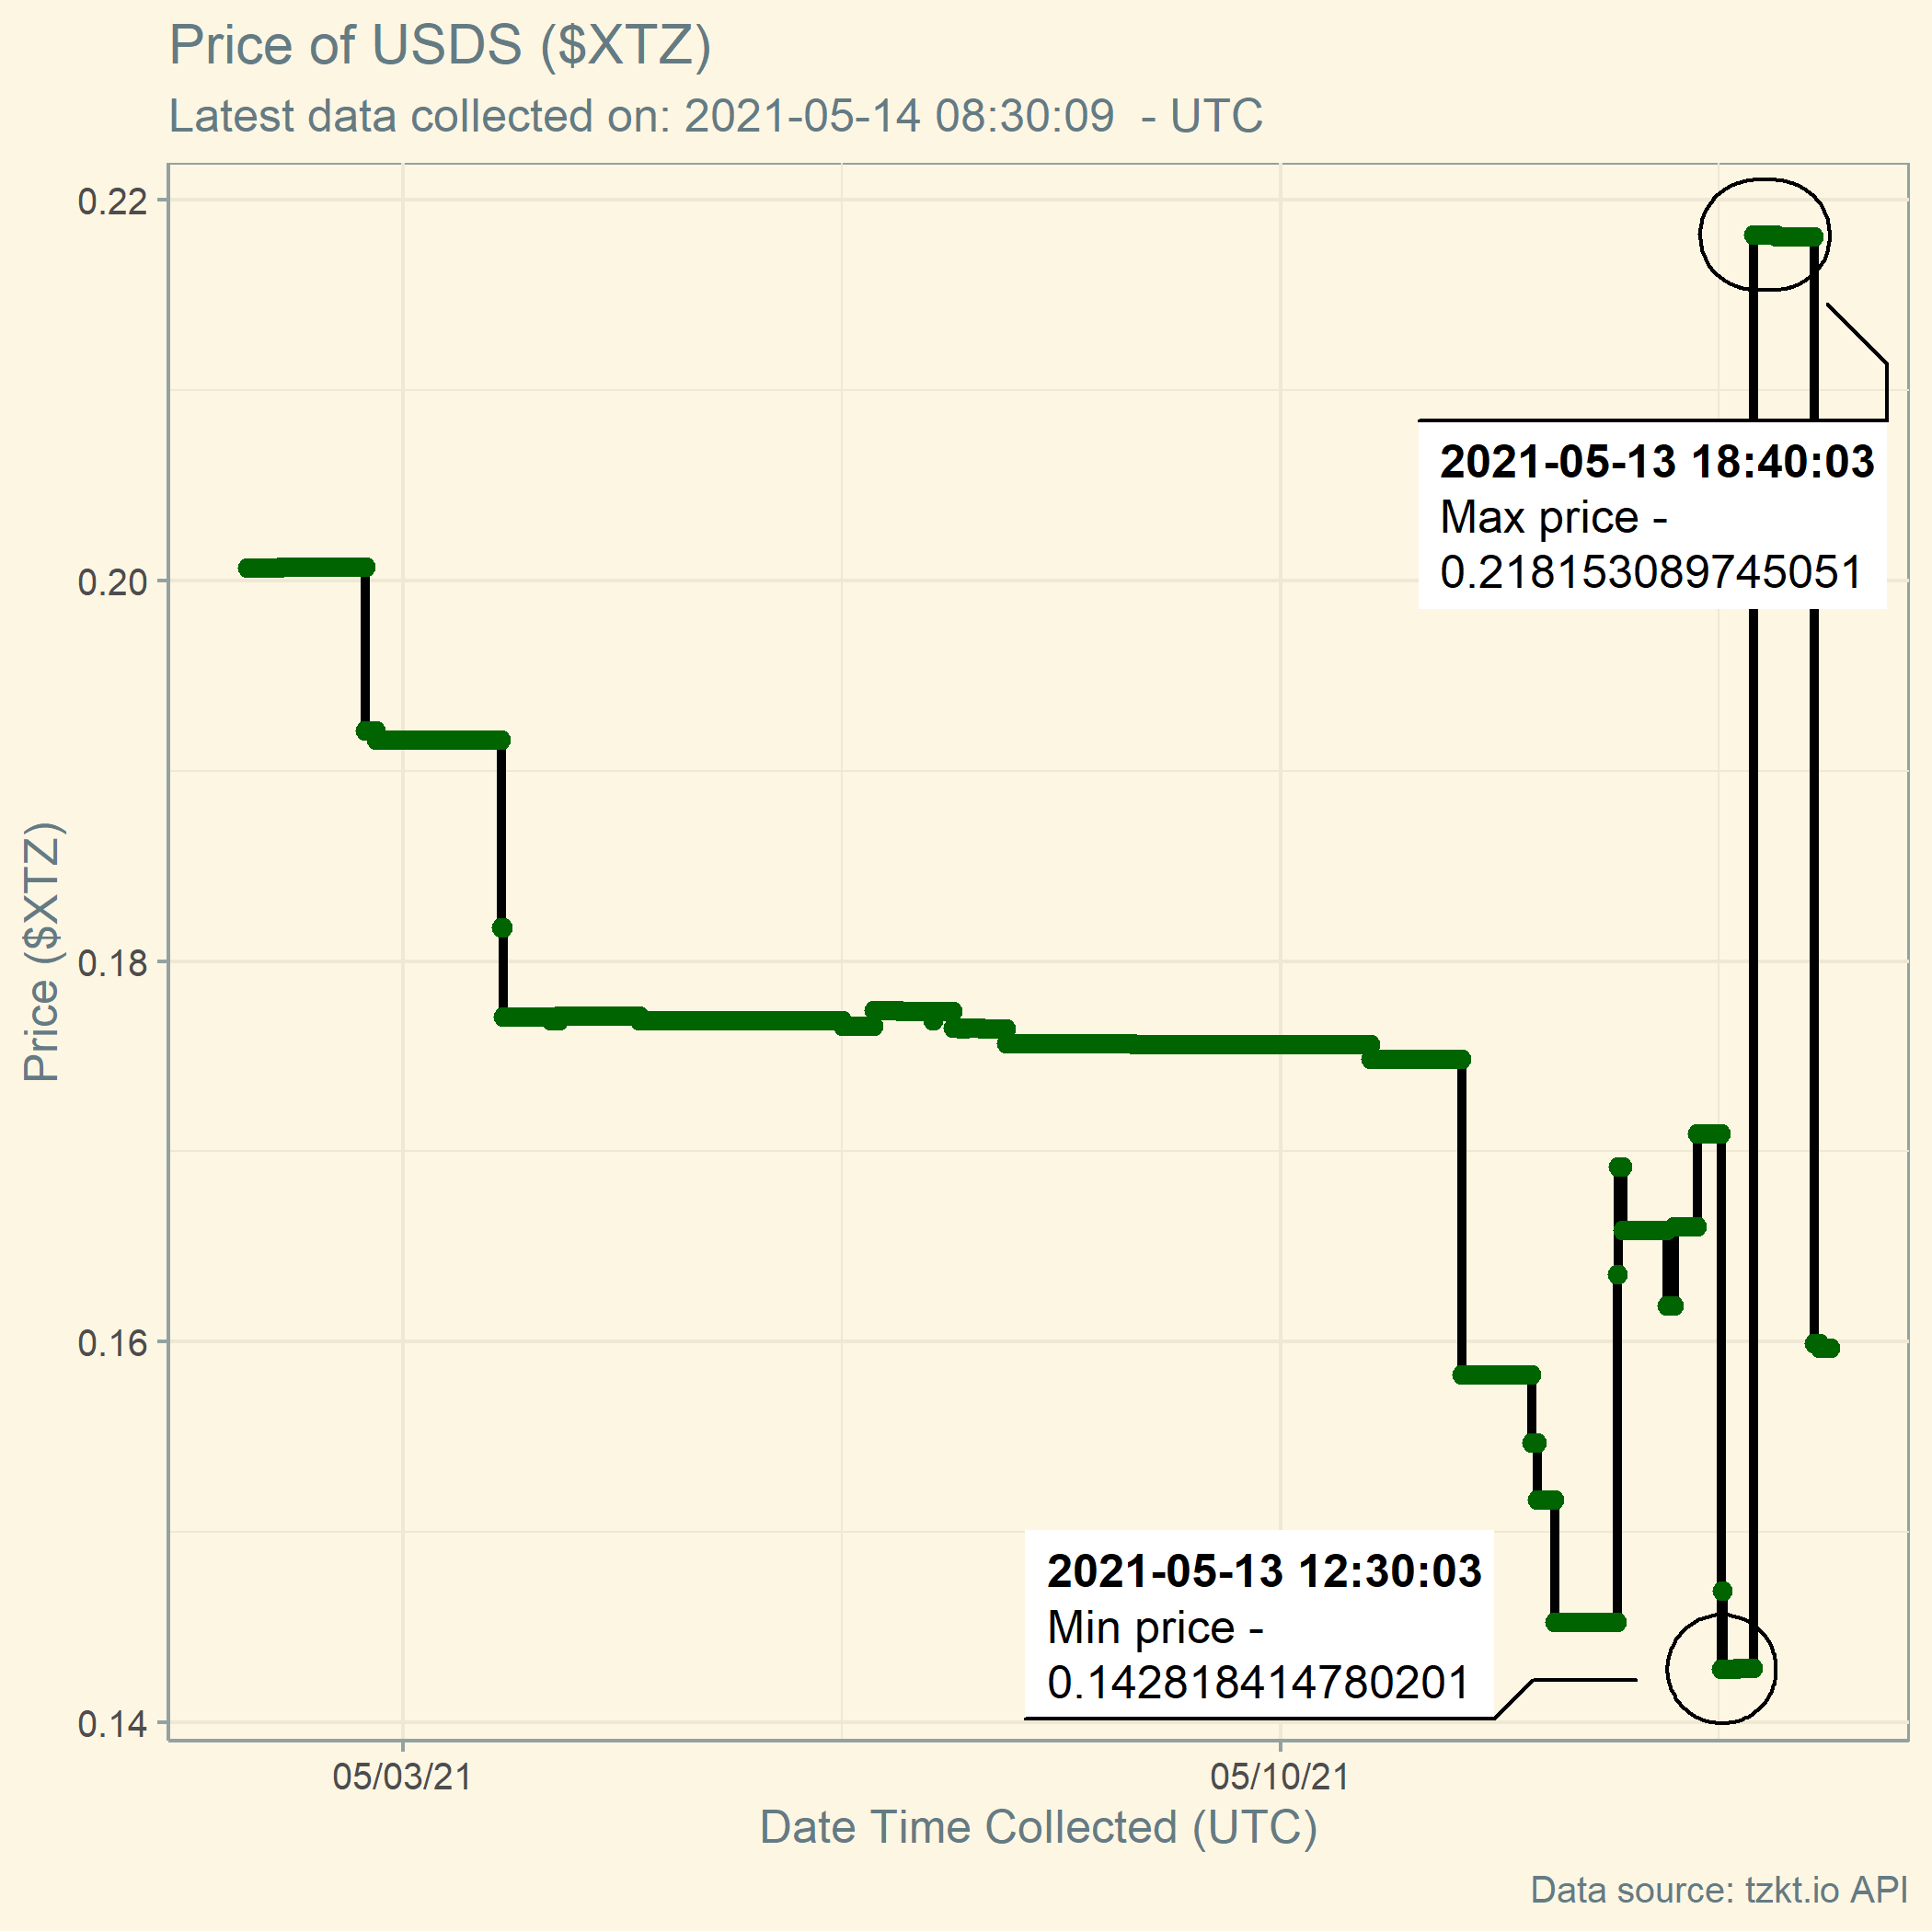 Price of USDS ($XTZ)
Latest data collected on: 2021-05-14 08:30:09  - UTC
Price ($XTZ)
0.22
0.20
0.18
0.16
0.14
2021-05-13 18:40:03
Max price -
0.218153089745051
2021-05-13 12:30:03
Min price -
0.142818414780201
05/03/21
05/10/21
Date Time Collected (UTC)
Data source: tzkt.io API